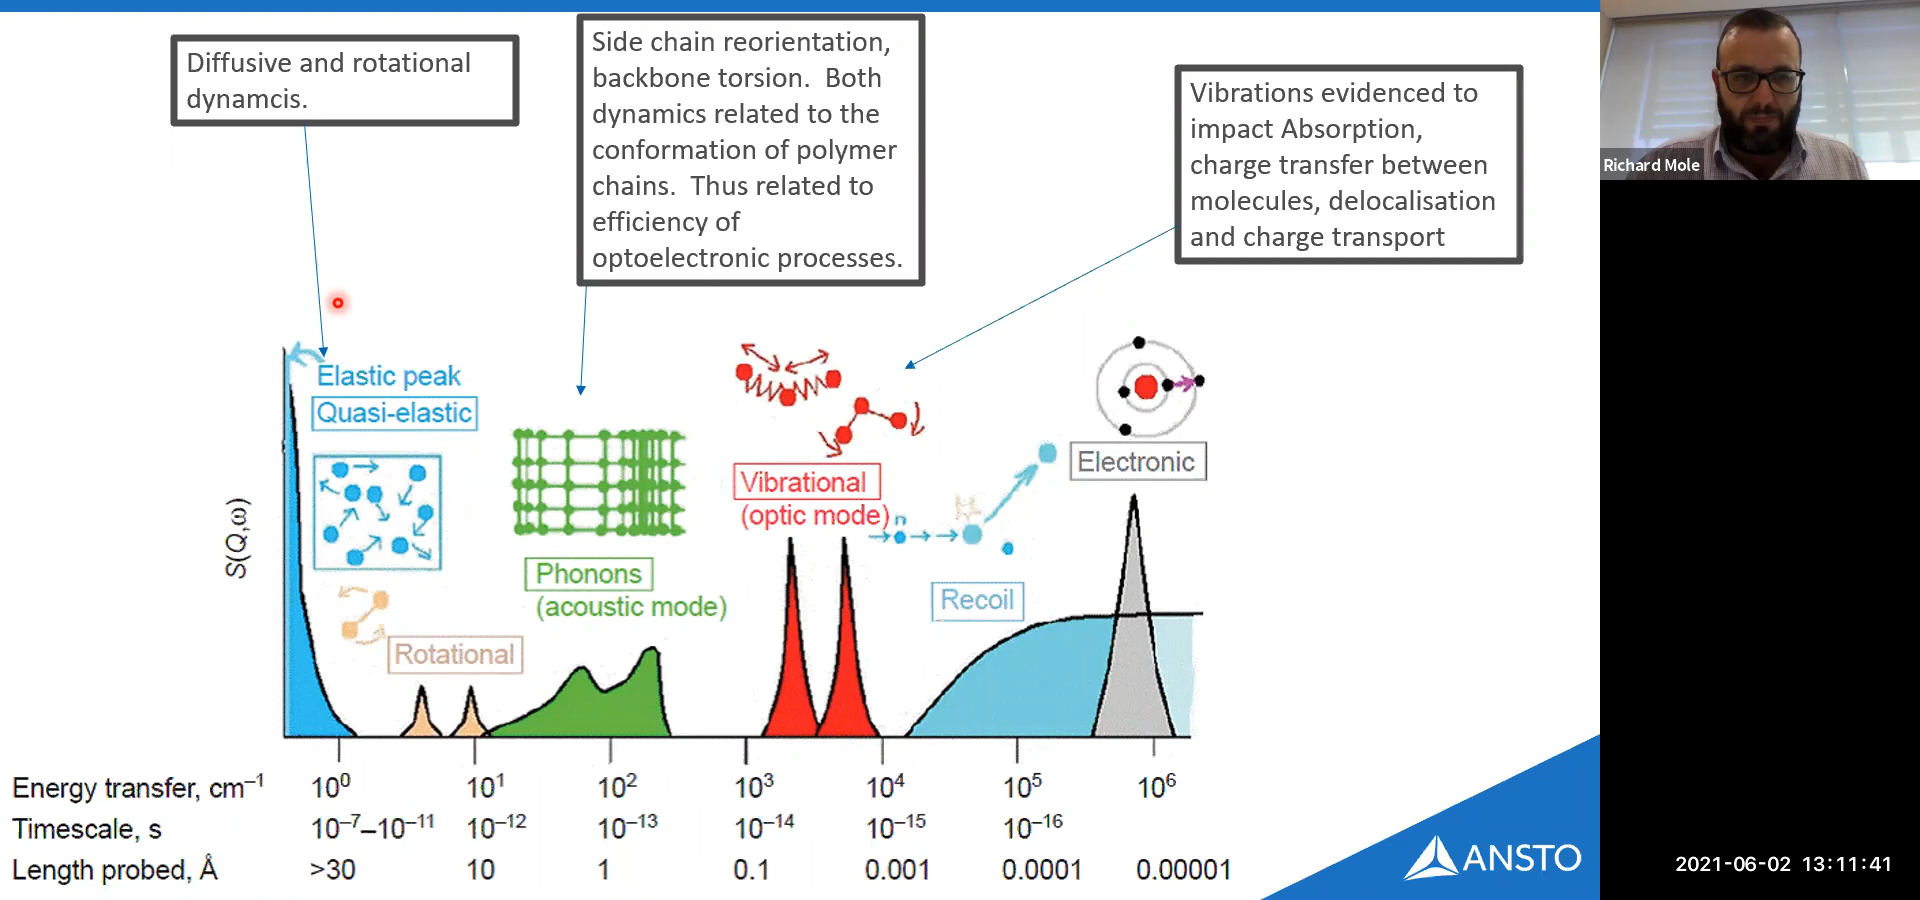 Diffusive and rotational
dynamcis.
Side chain reorientation,
backbone torsion. Both
dynamics related to the
conformation of polymer
chains. Thus related to
efficiency of
optoelectronic processes.
Vibrations evidenced to
impact Absorption,
charge transfer between
molecules, delocalisation
and charge transport
Richard Mole
Elastic peak
Quasi-elastic
Rotational
Phonons
(acoustic mode)
Vibrational
(optic mode)
n
Recoil
Electronic
S(Q,ω)
Energy transfer, cm⁻¹ 10⁰ 10¹ 10² 10³ 10⁴ 10⁵ 10⁶
Timescale, s 10⁻⁷–10⁻¹¹ 10⁻¹² 10⁻¹³ 10⁻¹⁴ 10⁻¹⁵ 10⁻¹⁶
Length probed, Å >30 10 1 0.1 0.001 0.0001 0.00001
ANSTO
2021-06-02 13:11:41